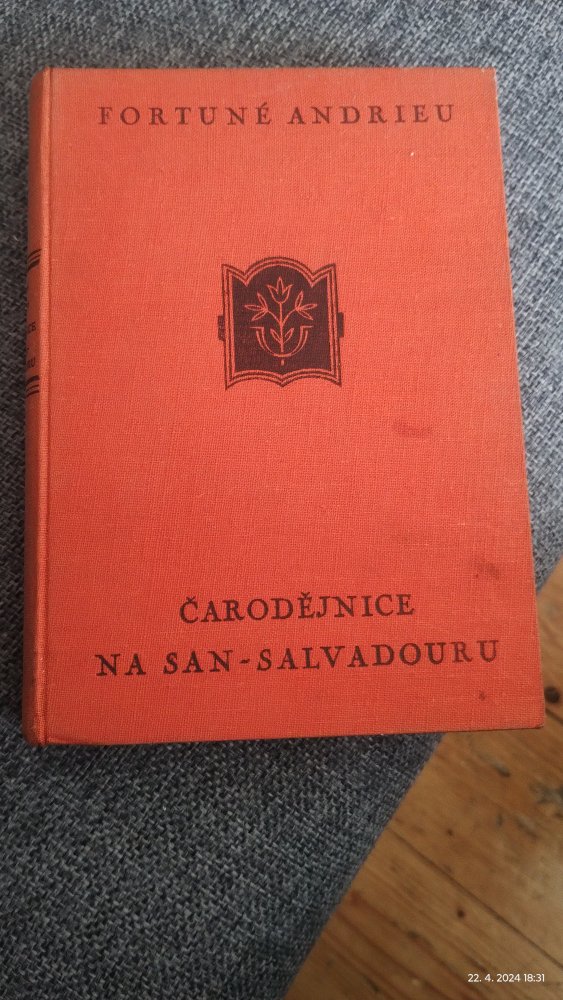 FORTUNÉ ANDRIEU
ČARODĚJNICE
NA SAN-SALVADOURU
22. 4. 2024 18:31